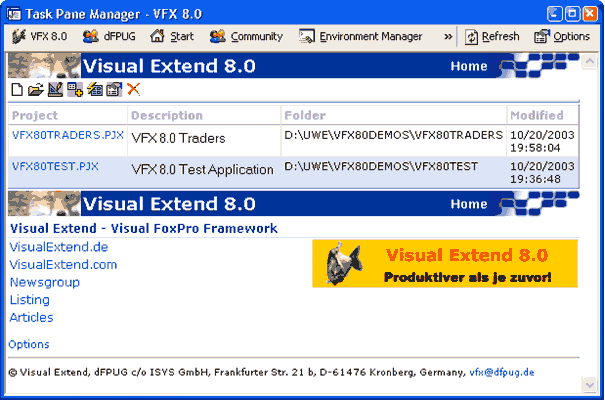 Task Pane Manager - VFX 8.0
VFX 8.0 dFPUG Start Community Environment Manager » Refresh Options
Visual Extend 8.0 Home
Project Description Folder Modified
VFX80TRADERS.PJX VFX 8.0 Traders D:\UWE\VFX80DEMOS\VFX80TRADERS 10/20/2003
19:58:04
VFX80TEST.PJX VFX 8.0 Test Application D:\UWE\VFX80DEMOS\VFX80TEST 10/20/2003
19:36:48
Visual Extend 8.0 Home
Visual Extend - Visual FoxPro Framework
VisualExtend.de
VisualExtend.com
Newsgroup
Listing
Articles
Visual Extend 8.0
Produktiver als je zuvor!
Options
© Visual Extend, dFPUG c/o ISYS GmbH, Frankfurter Str. 21 b, D-61476 Kronberg, Germany, vfx@dfpug.de